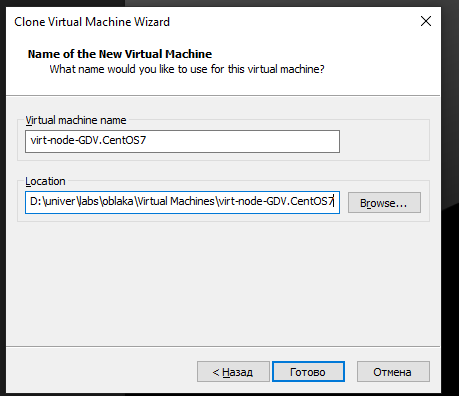 Clone Virtual Machine Wizard
Name of the New Virtual Machine
What name would you like to use for this virtual machine?
Virtual machine name
virt-node-GDV.CentOS7
Location
D:\univer\labs\oblaka\Virtual Machines\virt-node-GDV.CentOS7
Browse...
< Назад
Готово
Отмена